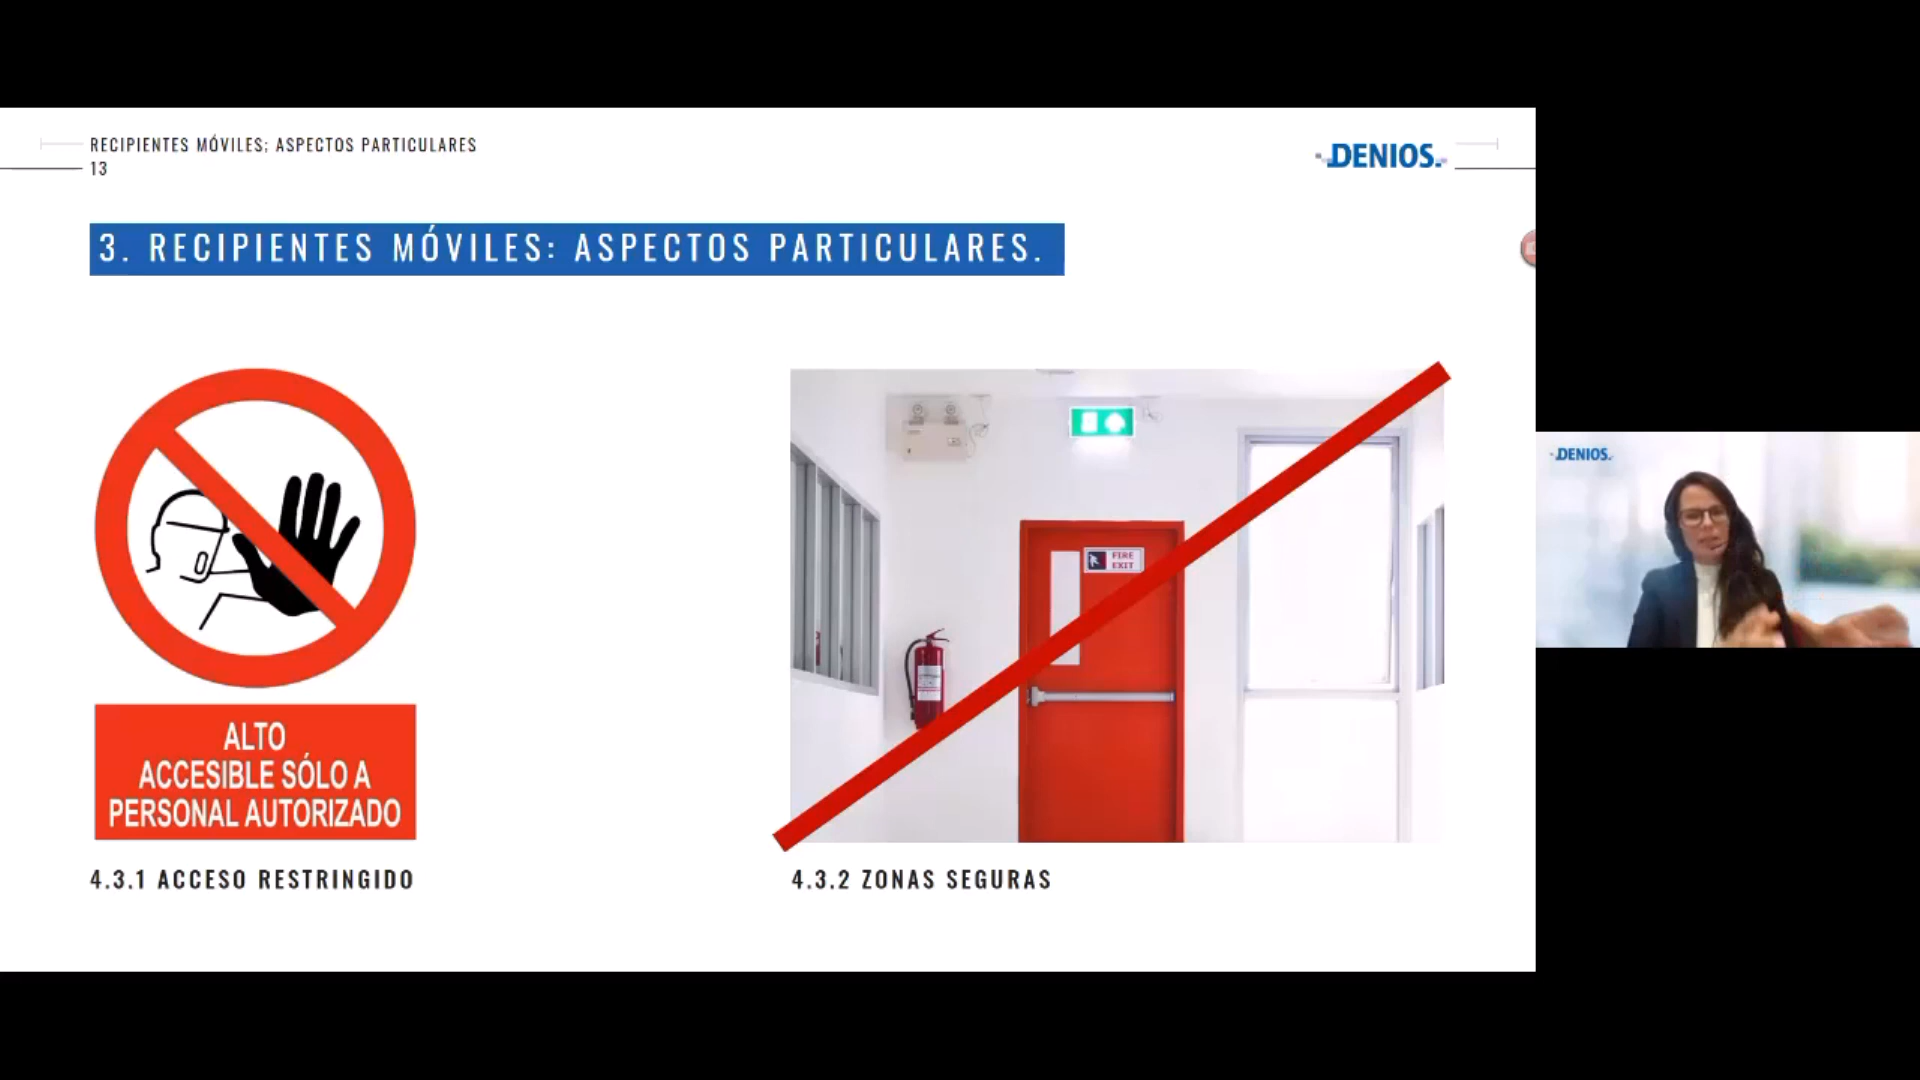 RECIPIENTES MÓVILES; ASPECTOS PARTICULARES
13
DENIOS.
3. RECIPIENTES MÓVILES: ASPECTOS PARTICULARES.
FIRE
EXIT
ALTO
ACCESIBLE SÓLO A
PERSONAL AUTORIZADO
4.3.1 ACCESO RESTRINGIDO
4.3.2 ZONAS SEGURAS
DENIOS.